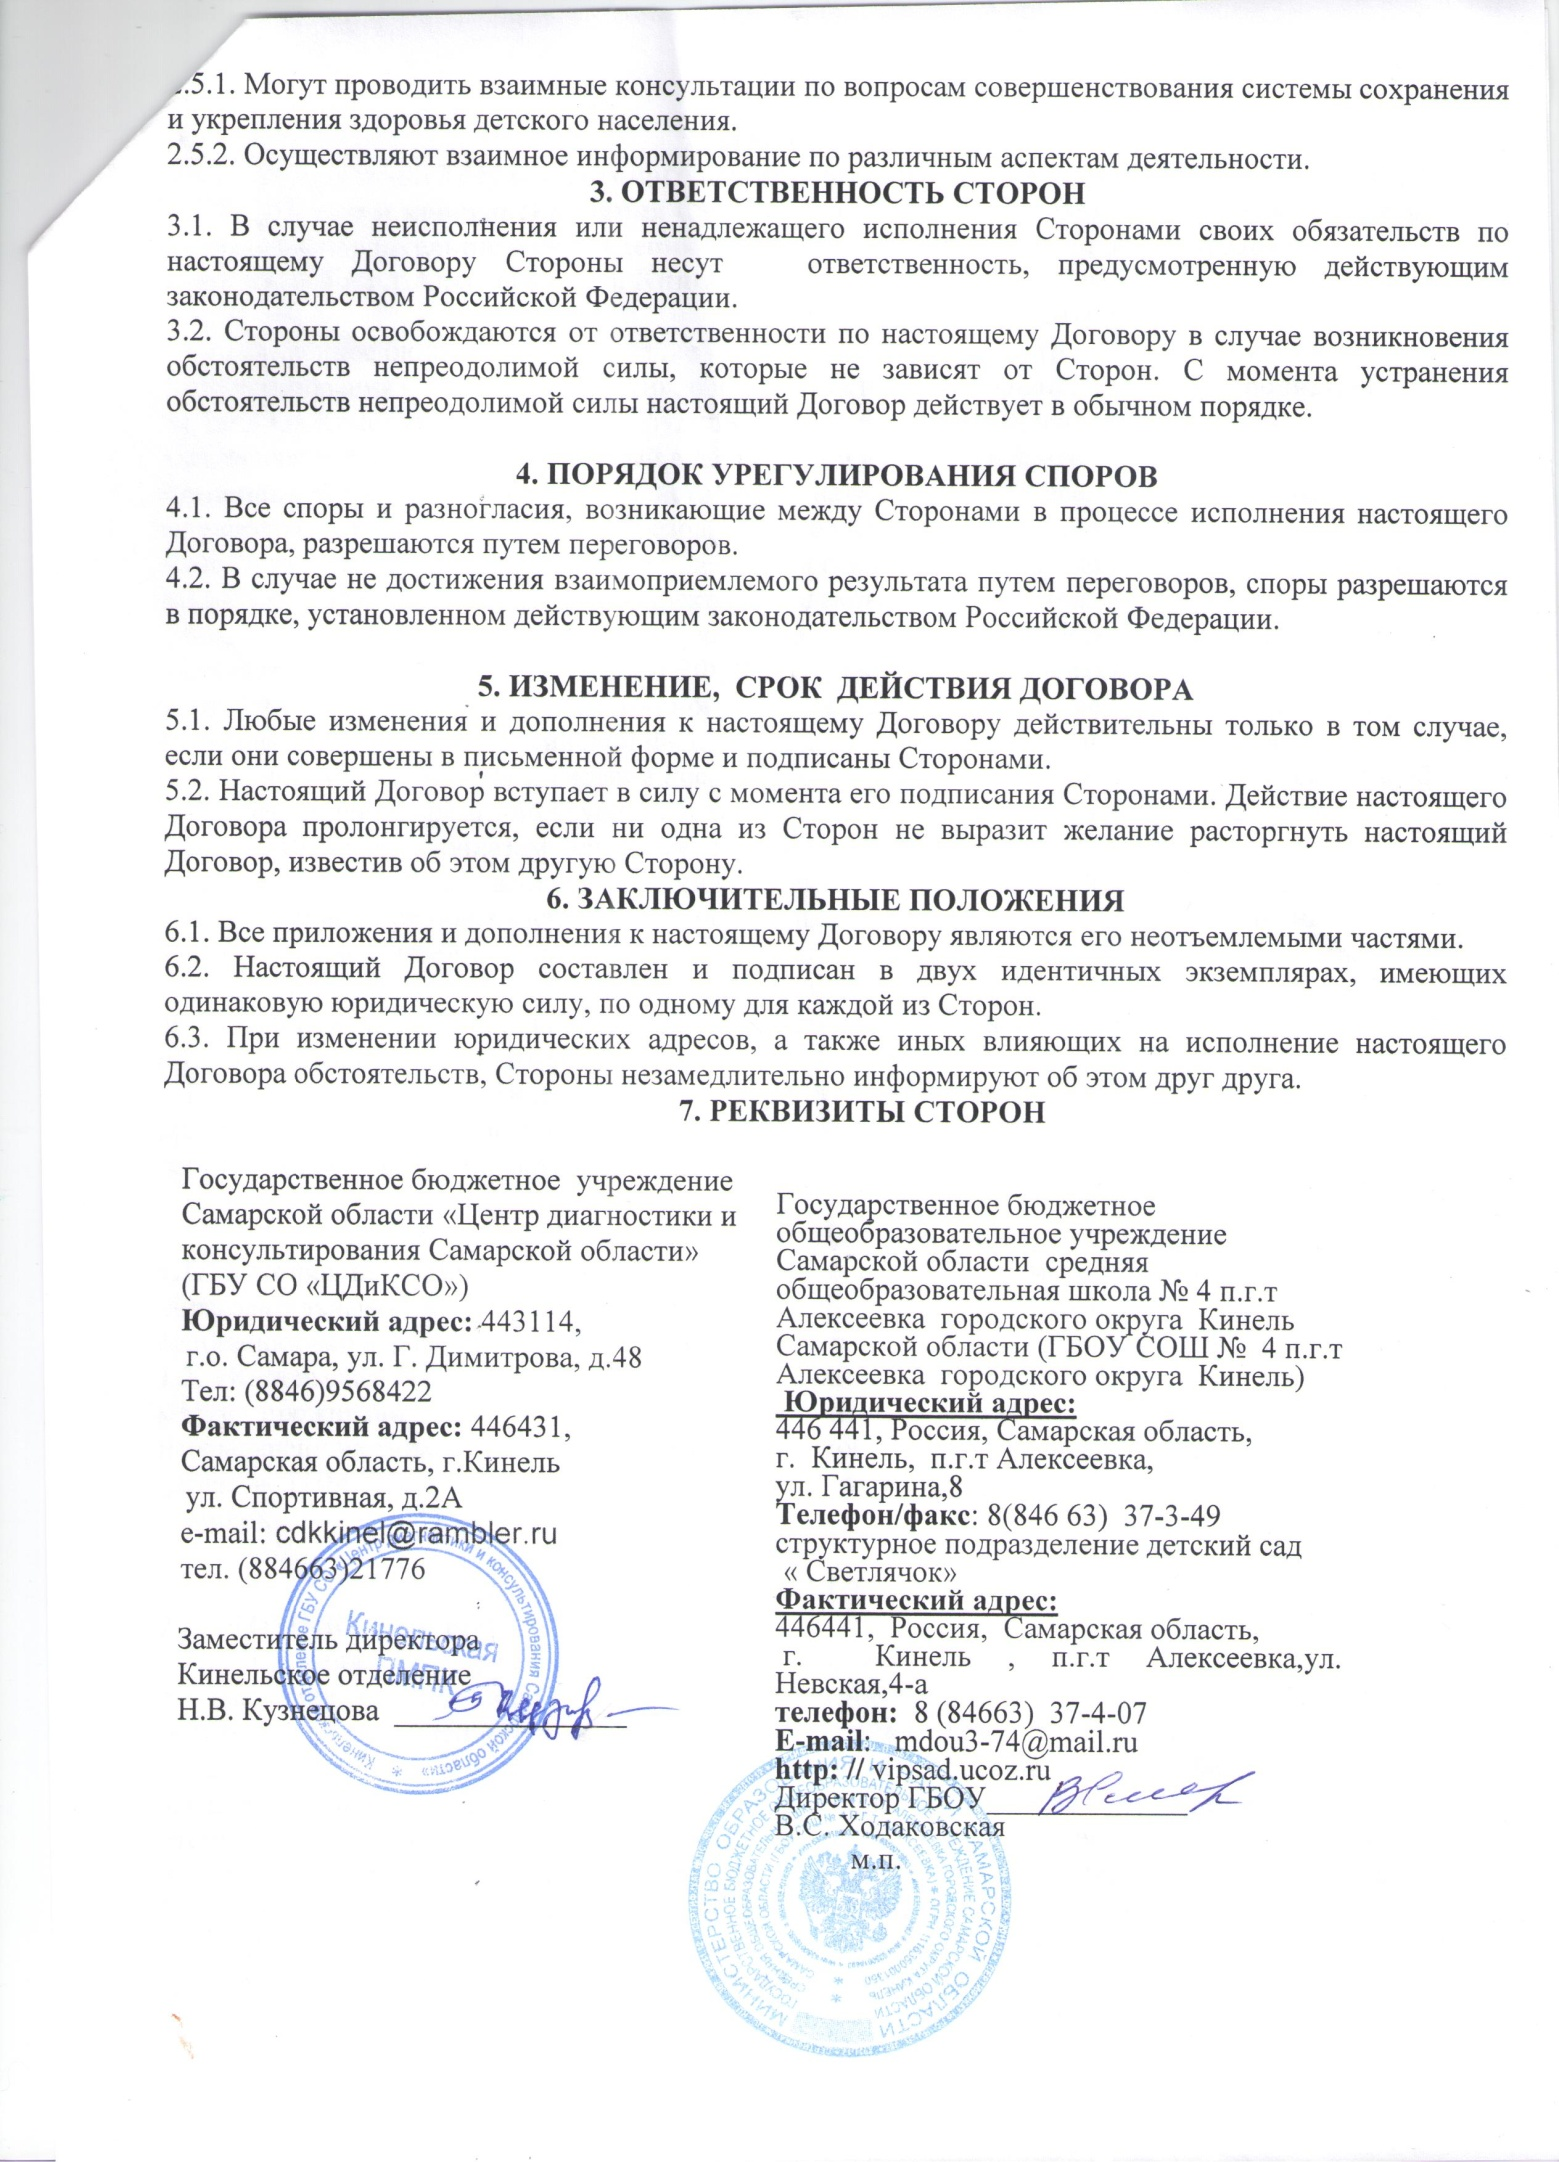 .5.1. Могут проводить взаимные консультации по вопросам совершенствования системы сохранения
и укрепления здоровья детского населения.
2.5.2. Осуществляют взаимное информирование по различным аспектам деятельности.
3. ОТВЕТСТВЕННОСТЬ СТОРОН
3.1. В случае неисполнения или ненадлежащего исполнения Сторонами своих обязательств по
настоящему Договору Стороны несут ответственность, предусмотренную действующим
законодательством Российской Федерации.
3.2. Стороны освобождаются от ответственности по настоящему Договору в случае возникновения
обстоятельств непреодолимой силы, которые не зависят от Сторон. С момента устранения
обстоятельств непреодолимой силы настоящий Договор действует в обычном порядке.
4. ПОРЯДОК УРЕГУЛИРОВАНИЯ СПОРОВ
4.1. Все споры и разногласия, возникающие между Сторонами в процессе исполнения настоящего
Договора, разрешаются путем переговоров.
4.2. В случае не достижения взаимоприемлемого результата путем переговоров, споры разрешаются
в порядке, установленном действующим законодательством Российской Федерации.
5. ИЗМЕНЕНИЕ, СРОК ДЕЙСТВИЯ ДОГОВОРА
5.1. Любые изменения и дополнения к настоящему Договору действительны только в том случае,
если они совершены в письменной форме и подписаны Сторонами.
5.2. Настоящий Договор вступает в силу с момента его подписания Сторонами. Действие настоящего
Договора пролонгируется, если ни одна из Сторон не выразит желание расторгнуть настоящий
Договор, известив об этом другую Сторону.
6. ЗАКЛЮЧИТЕЛЬНЫЕ ПОЛОЖЕНИЯ
6.1. Все приложения и дополнения к настоящему Договору являются его неотъемлемыми частями.
6.2. Настоящий Договор составлен и подписан в двух идентичных экземплярах, имеющих
одинаковую юридическую силу, по одному для каждой из Сторон.
6.3. При изменении юридических адресов, а также иных влияющих на исполнение настоящего
Договора обстоятельств, Стороны незамедлительно информируют об этом друг друга.
7. РЕКВИЗИТЫ СТОРОН
Государственное бюджетное учреждение
Самарской области «Центр диагностики и
консультирования Самарской области»
(ГБУ СО «ЦДиКСО»)
Юридический адрес: 443114,
г.о. Самара, ул. Г. Димитрова, д.48
Тел: (8846)9568422
Фактический адрес: 446431,
Самарская область, г.Кинель
ул. Спортивная, д.2А
e-mail: cdkkinel@rambler.ru
тел. (884663)21776
Заместитель директора
Кинельское отделение
Н.В. Кузнецова
Кинельская
ПМПК
Государственное бюджетное
общеобразовательное учреждение
Самарской области средняя
общеобразовательная школа № 4 п.г.т
Алексеевка городского округа Кинель
Самарской области (ГБОУ СОШ № 4 п.г.т
Алексеевка городского округа Кинель)
Юридический адрес:
446 441, Россия, Самарская область,
г. Кинель, п.г.т Алексеевка,
ул. Гагарина,8
Телефон/факс: 8(846 63) 37-3-49
структурное подразделение детский сад
« Светлячок»
Фактический адрес:
446441, Россия, Самарская область,
г. Кинель , п.г.т Алексеевка,ул.
Невская,4-а
телефон: 8 (84663) 37-4-07
E-mail: mdou3-74@mail.ru
http: // vipsad.ucoz.ru
Директор ГБОУ
В.С. Ходаковская
м.п.